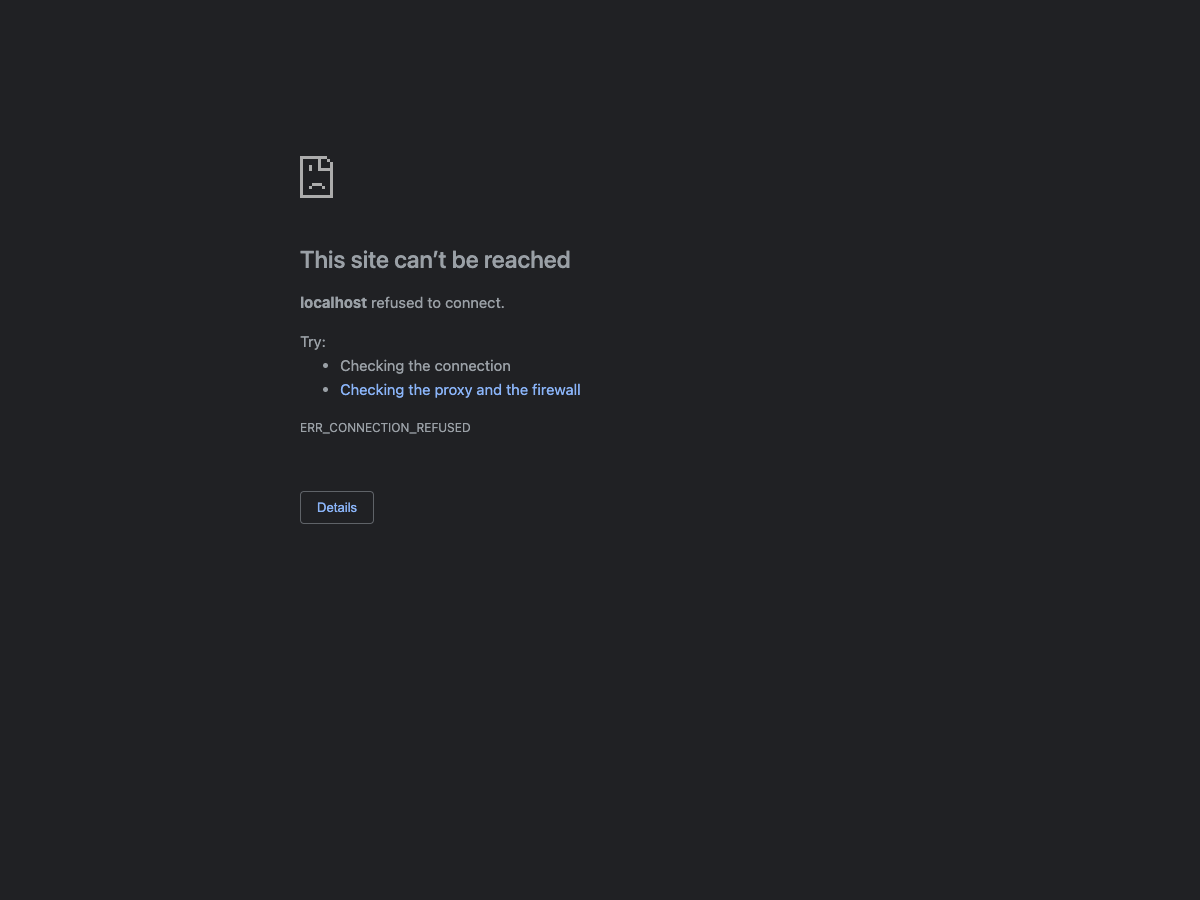 This site can’t be reached
localhost refused to connect.
Try:
Checking the connection
Checking the proxy and the firewall
ERR_CONNECTION_REFUSED
Details